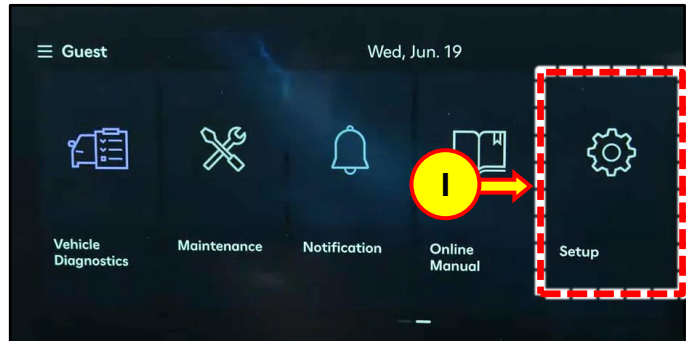 Guest
Wed, Jun. 19
I
Vehicle
Diagnostics
Maintenance
Notification
Online
Manual
Setup